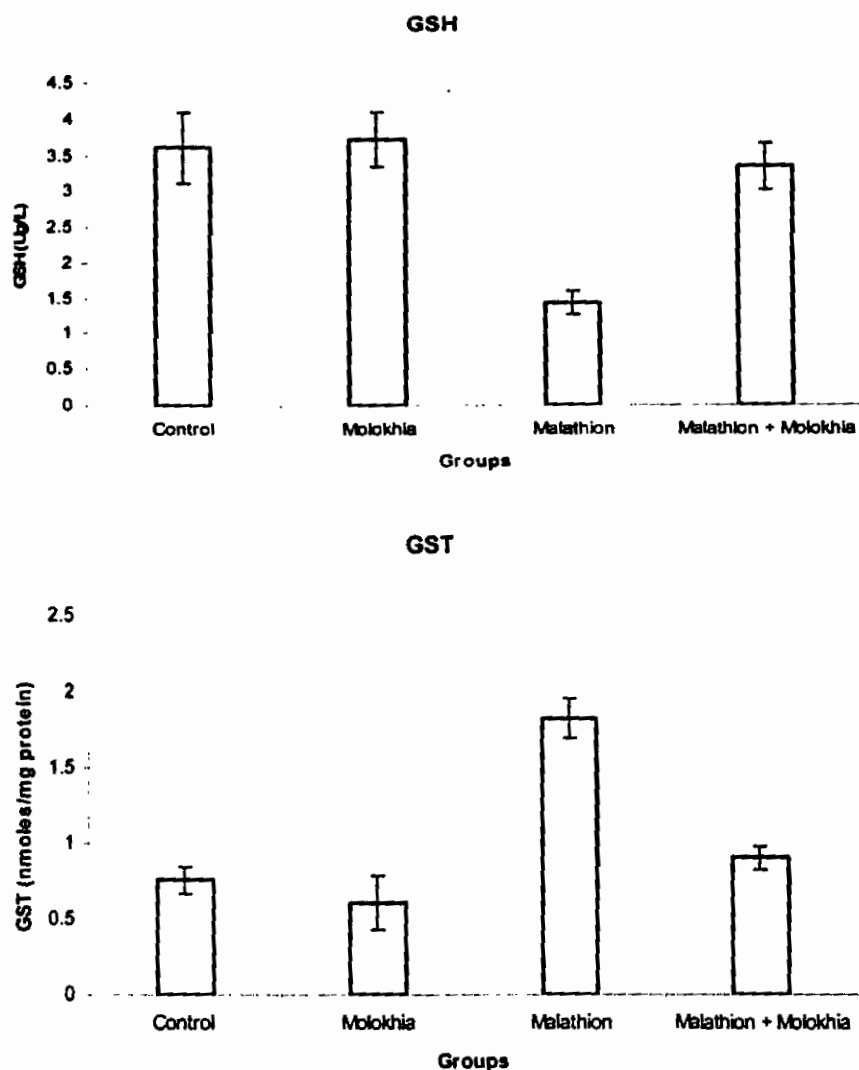 GSH
4.5
4
3.5
3
2.5
2
1.5
1
0.5
0
GSH(Ug/L)
Control Molokhia Malathion Malathion + Molokhia
Groups
GST
2.5
2
1.5
1
0.5
0
GST (nmoles/mg protein)
Control Molokhia Malathion Malathion + Molokhia
Groups